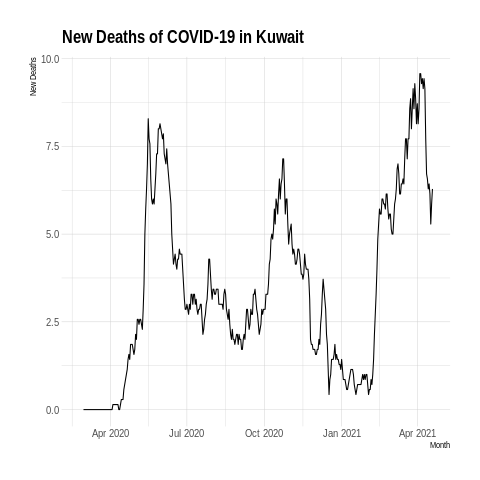 New Deaths of COVID-19 in Kuwait
New Deaths
10.0
7.5
5.0
2.5
0.0
Apr 2020 Jul 2020 Oct 2020 Jan 2021 Apr 2021
Month